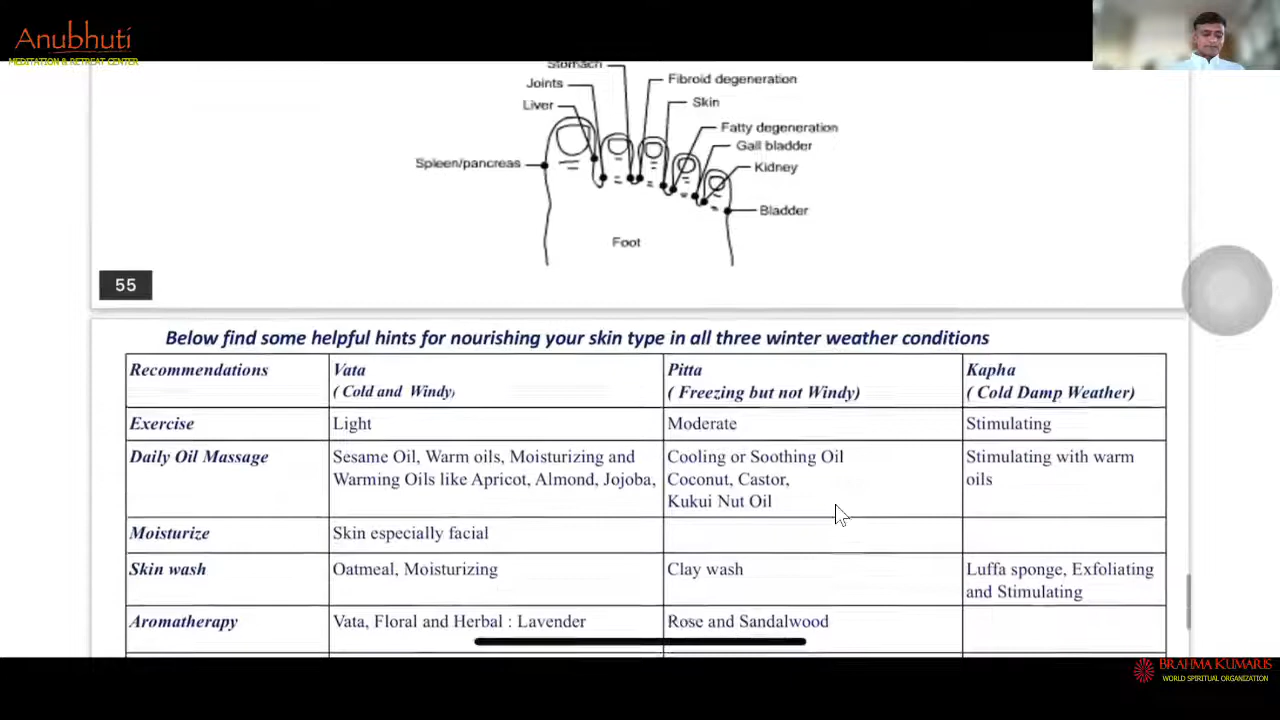 Anubhuti
MEDITATION & RETREAT CENTER
Stomach
Joints
Fibroid degeneration
Liver
Skin
Fatty degeneration
Gall bladder
Spleen/pancreas
Kidney
Bladder
Foot
55
Below find some helpful hints for nourishing your skin type in all three winter weather conditions
Recommendations
Vata
( Cold and Windy)
Pitta
( Freezing but not Windy)
Kapha
( Cold Damp Weather)
Exercise
Light
Moderate
Stimulating
Daily Oil Massage
Sesame Oil, Warm oils, Moisturizing and
Warming Oils like Apricot, Almond, Jojoba,
Cooling or Soothing Oil
Coconut, Castor,
Kukui Nut Oil
Stimulating with warm
oils
Moisturize
Skin especially facial
Skin wash
Oatmeal, Moisturizing
Clay wash
Luffa sponge, Exfoliating
and Stimulating
Aromatherapy
Vata, Floral and Herbal : Lavender
Rose and Sandalwood
BRAHMA KUMARIS
WORLD SPIRITUAL ORGANIZATION